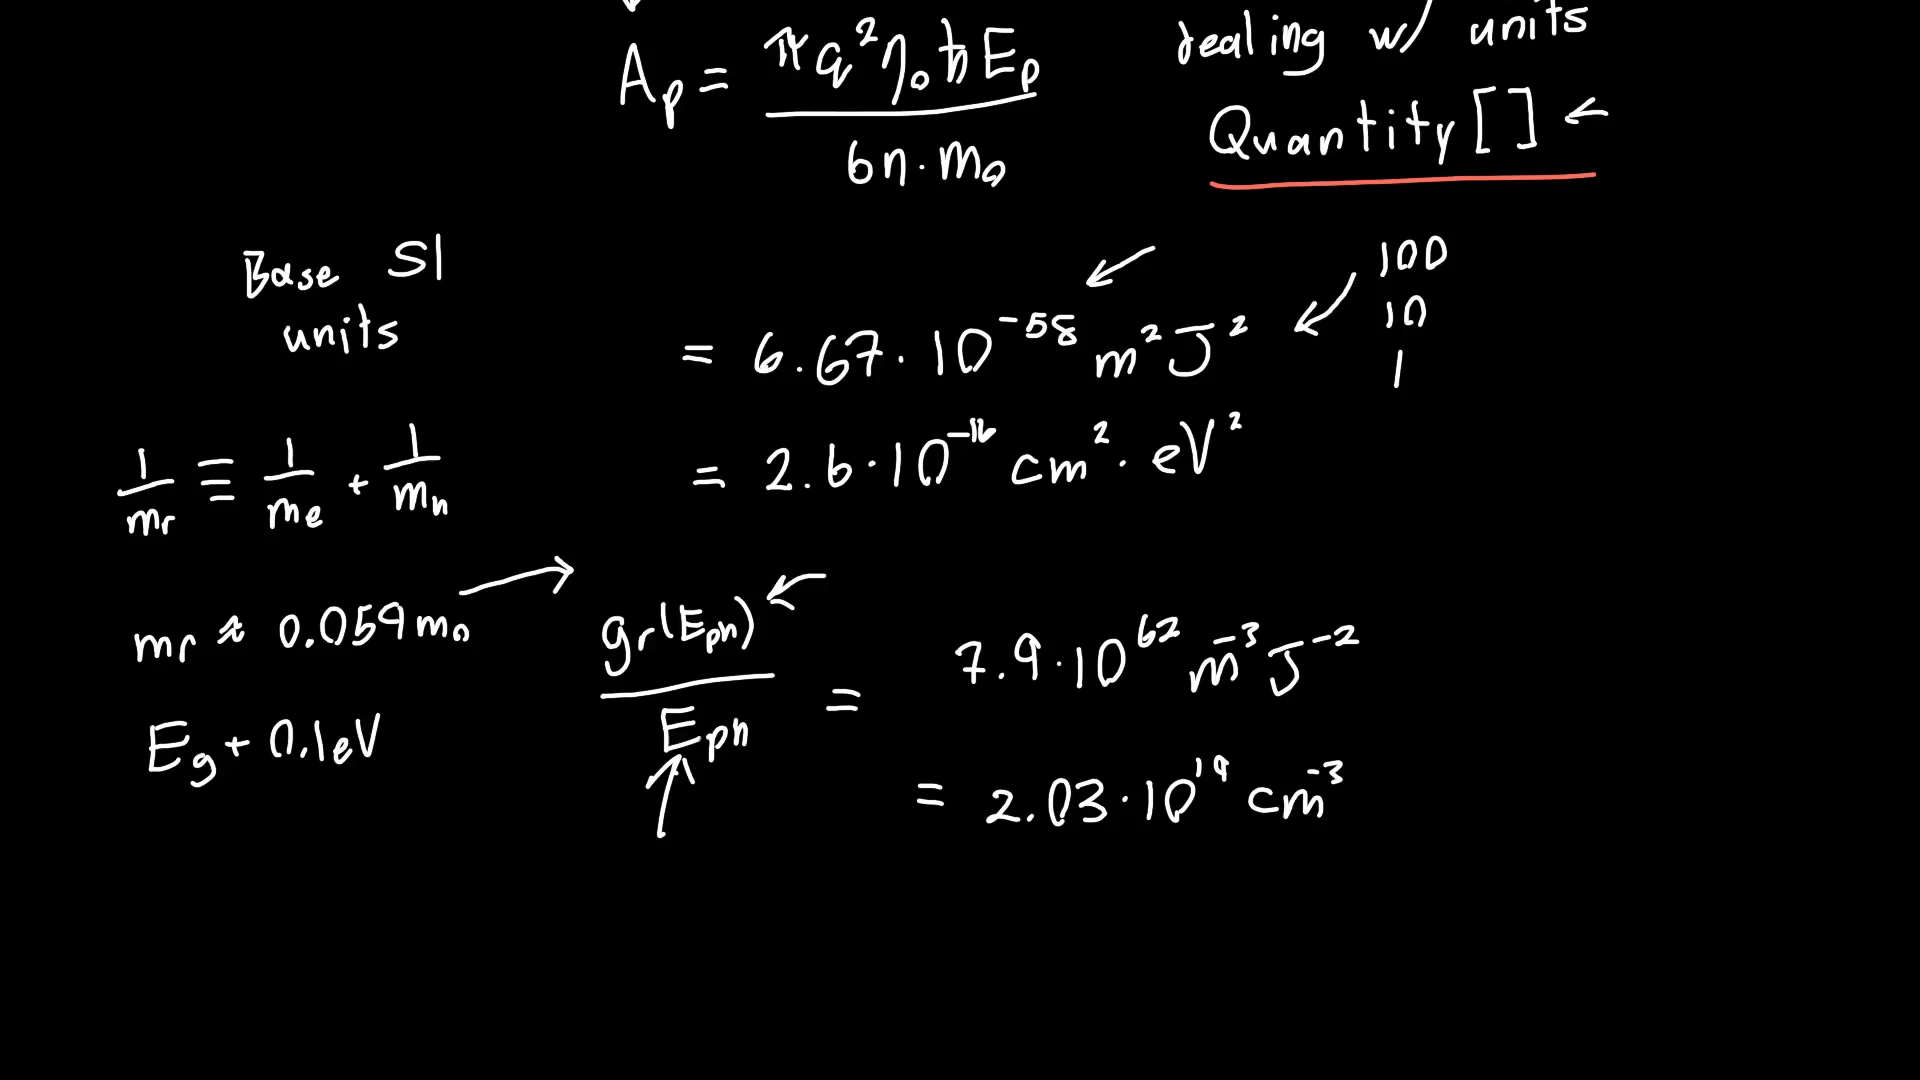 dealing w/ units
A_p = πq²η₀ħE_p / 6n·m₀
Quantity[] ←
Base SI
units
= 6.67·10⁻⁵⁸ m²J²
100
10
1
= 2.6·10⁻¹⁶ cm²·eV²
1/m_r ≡ 1/m_e + 1/m_h
m_r ≈ 0.059m₀ →
g_r(E_ph) / E_ph = 7.9·10⁶² m⁻³J⁻²
E_g + 0.1eV
= 2.03·10¹⁹ cm⁻³